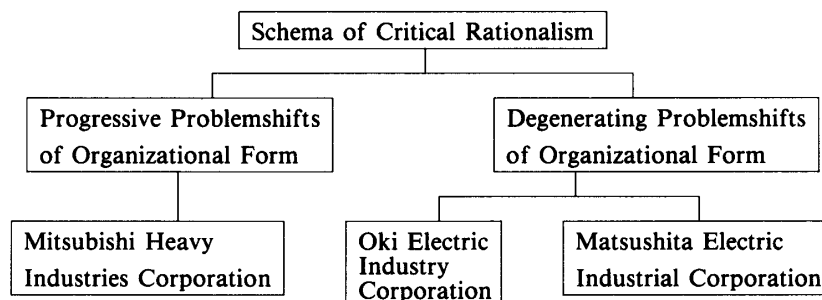 Schema of Critical Rationalism
Progressive Problemshifts
of Organizational Form
Degenerating Problemshifts
of Organizational Form
Mitsubishi Heavy
Industries Corporation
Oki Electric
Industry
Corporation
Matsushita Electric
Industrial Corporation